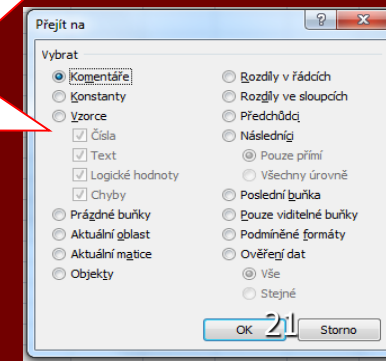 Přejít na
Vybrat
Komentáře
Konstanty
Vzorce
Čísla
Text
Logické hodnoty
Chyby
Prázdné buňky
Aktuální oblast
Aktuální matice
Objekty
Rozdíly v řádcích
Rozdíly ve sloupcích
Předchůdci
Následníci
Pouze přímí
Všechny úrovně
Poslední buňka
Pouze viditelné buňky
Podmíněné formáty
Ověření dat
Vše
Stejné
OK
21
Storno